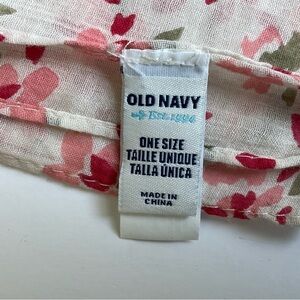 OLD NAVY
Est. 1994
ONE SIZE
TAILLE UNIQUE
TALLA ÚNICA
MADE IN
CHINA